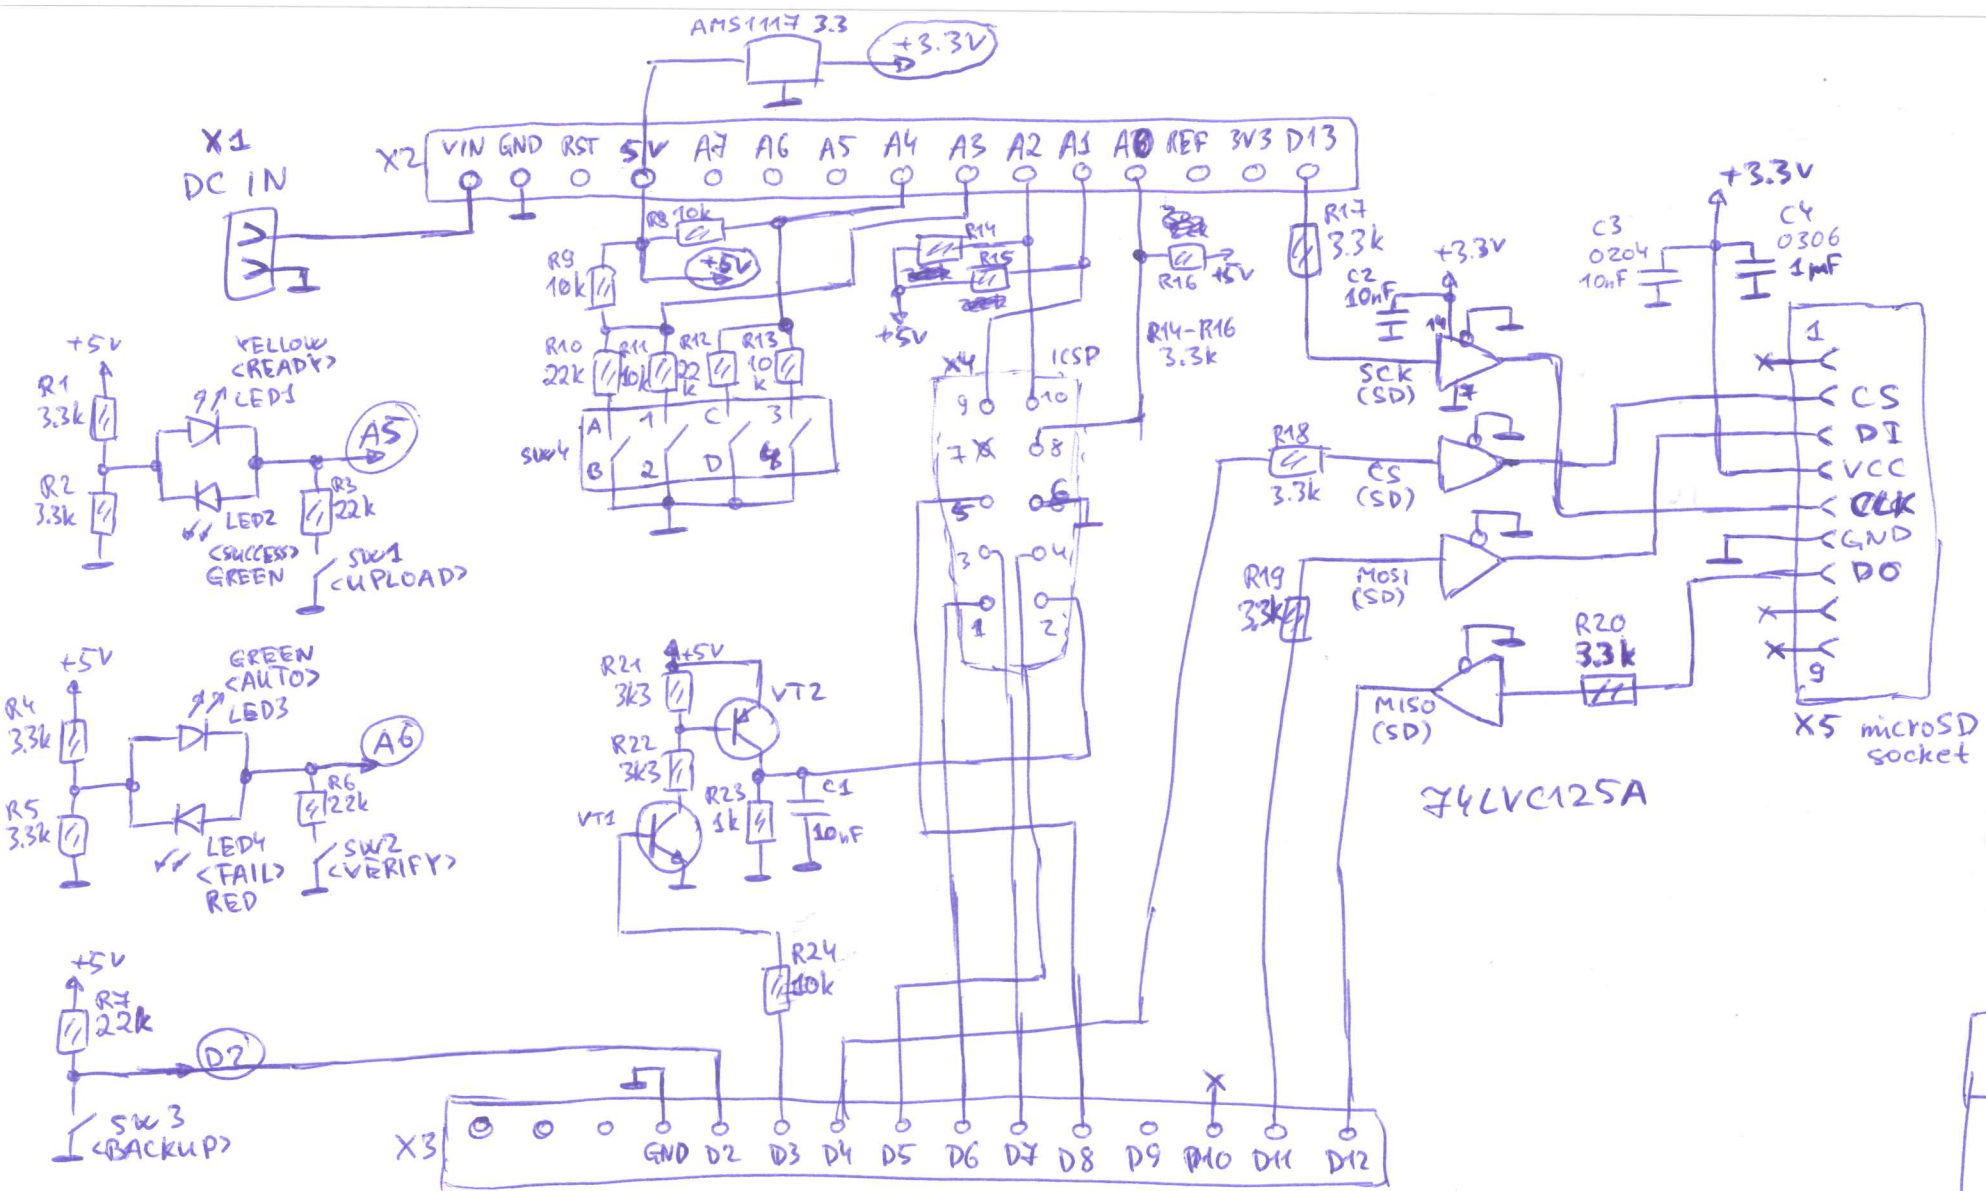 AMS1117 3.3
+3.3V
X1
DC IN
X2
VIN GND RST 5V A7 A6 A5 A4 A3 A2 A1 A0 REF 3V3 D13
R8 10k
+5V
R9
10k
R10
22k
R11
10k
R12
22
k
R13
10
k
SW4
A 1 C 3
B 2 D 4
R14
R15
+5V
R16
+5V
R14-R16
3.3k
R17
3.3k
+3.3V
C2
10nF
14
7
SCK
(SD)
+3.3V
C3
0204
10nF
C4
0306
1µF
1
CS
DI
VCC
CLK
GND
DO
9
X5 microSD
socket
+5V
R1
3.3k
R2
3.3k
YELLOW
<READY>
LED1
LED2
<SUCCESS>
GREEN
A5
R3
22k
SW1
<UPLOAD>
X4
ICSP
9 10
7 8
5 6
3 4
1 2
R18
3.3k
CS
(SD)
R19
3.3k
MOSI
(SD)
MISO
(SD)
R20
3.3k
74LVC125A
+5V
R4
3.3k
R5
3.3k
GREEN
<AUTO>
LED3
LED4
<FAIL>
RED
A6
R6
22k
SW2
<VERIFY>
+5V
R21
3k3
VT2
R22
3k3
VT1
R23
1k
C1
10nF
R24
10k
+5V
R7
22k
D2
SW3
<BACKUP>
X3
GND D2 D3 D4 D5 D6 D7 D8 D9 D10 D11 D12